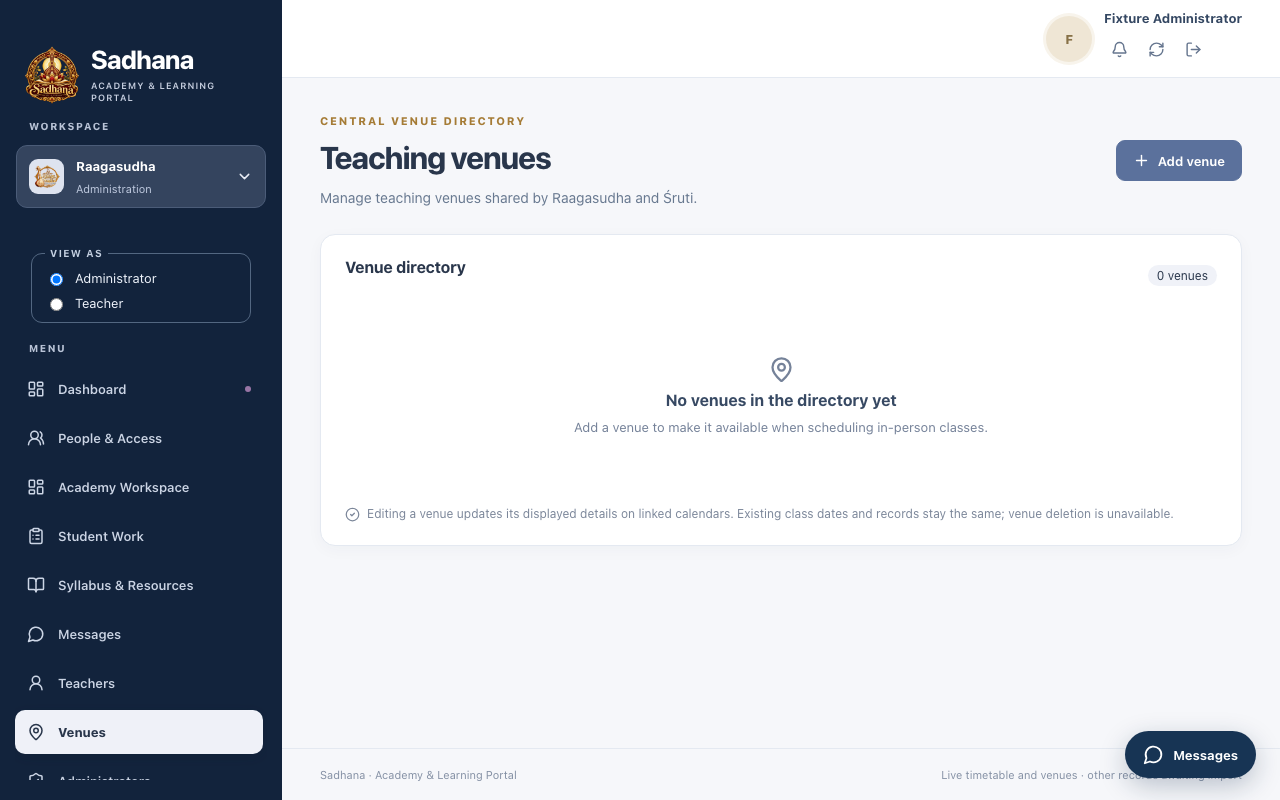 Sadhana
ACADEMY & LEARNING
PORTAL
Sadhana
WORKSPACE
Raagasudha
Administration
VIEW AS
Administrator
Teacher
MENU
Dashboard
People & Access
Academy Workspace
Student Work
Syllabus & Resources
Messages
Teachers
Venues
Administrators
F
Fixture Administrator
CENTRAL VENUE DIRECTORY
Teaching venues
Manage teaching venues shared by Raagasudha and Śruti.
Add venue
Venue directory
0 venues
No venues in the directory yet
Add a venue to make it available when scheduling in-person classes.
Editing a venue updates its displayed details on linked calendars. Existing class dates and records stay the same; venue deletion is unavailable.
Sadhana · Academy & Learning Portal
Live timetable and venues · other records awaiting import
Messages